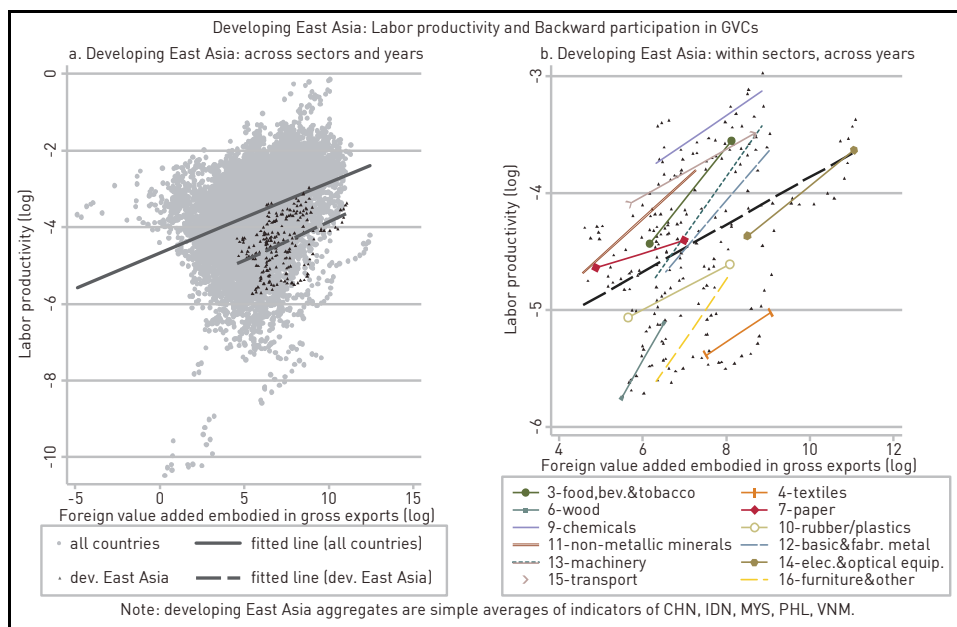 Developing East Asia: Labor productivity and Backward participation in GVCs
a. Developing East Asia: across sectors and years
Labor productivity (log)
0
-2
-4
-6
-8
-10
-5
0
5
10
15
Foreign value added embodied in gross exports (log)
all countries
fitted line (all countries)
dev. East Asia
fitted line (dev. East Asia)
b. Developing East Asia: within sectors, across years
Labor productivity (log)
-3
-4
-5
-6
4
6
8
10
12
Foreign value added embodied in gross exports (log)
3-food,bev.&tobacco
4-textiles
6-wood
7-paper
9-chemicals
10-rubber/plastics
11-non-metallic minerals
12-basic&fabr. metal
13-machinery
14-elec.&optical equip.
15-transport
16-furniture&other
Note: developing East Asia aggregates are simple averages of indicators of CHN, IDN, MYS, PHL, VNM.